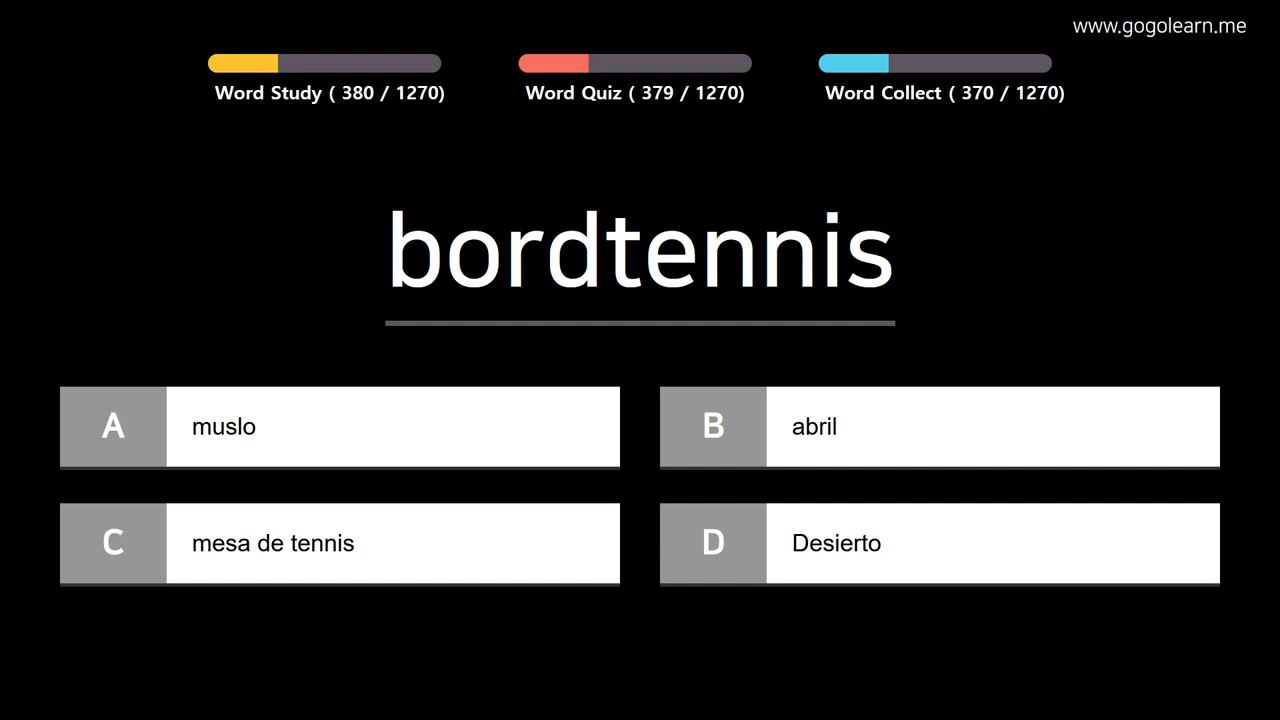 www.gogolearn.me
Word Study ( 380 / 1270)
Word Quiz ( 379 / 1270)
Word Collect ( 370 / 1270)
bordtennis
A muslo
B abril
C mesa de tennis
D Desierto